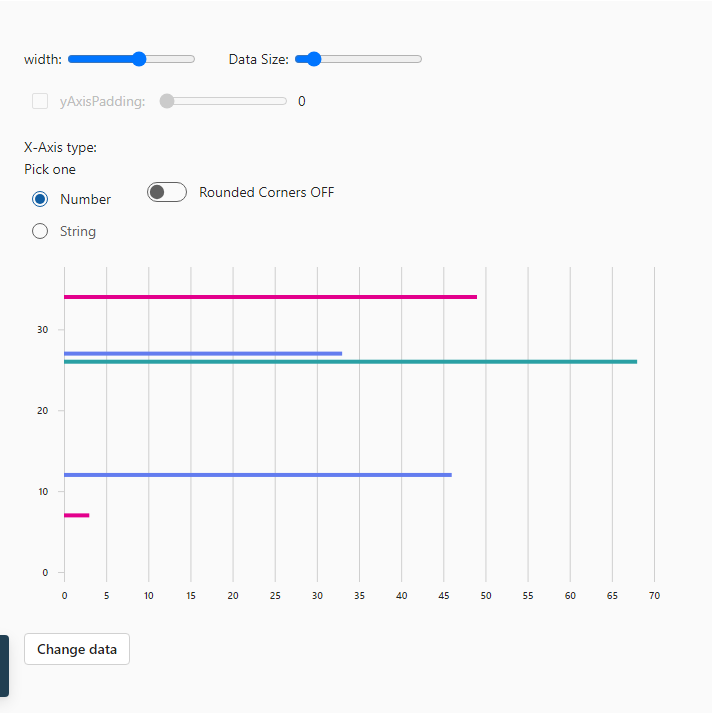 width: Data Size:
yAxisPadding: 0
X-Axis type:
Pick one
Number
Rounded Corners OFF
String
30
20
10
0
0 5 10 15 20 25 30 35 40 45 50 55 60 65 70
Change data